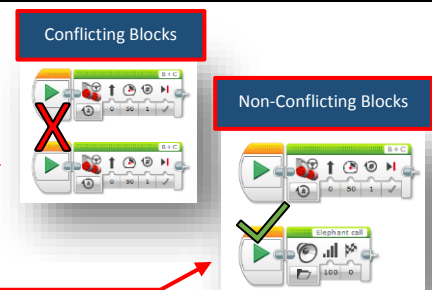 Conflicting Blocks
B + C
0 50 1
X
B + C
0 50 1
Non-Conflicting Blocks
B + C
0 50 1
Elephant call
100 0